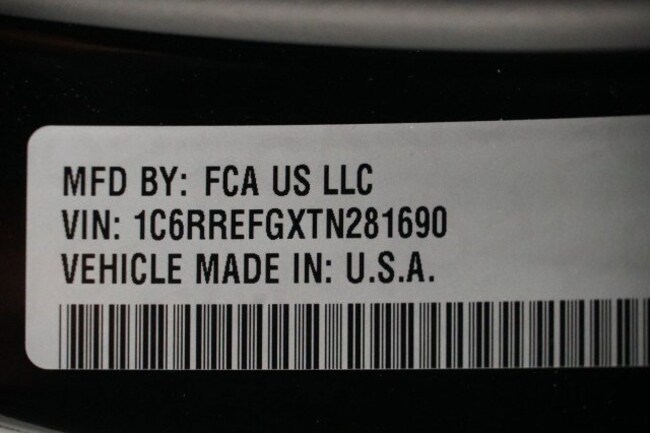 MFD BY: FCA US LLC
VIN: 1C6RREFGXTN281690
VEHICLE MADE IN: U.S.A.